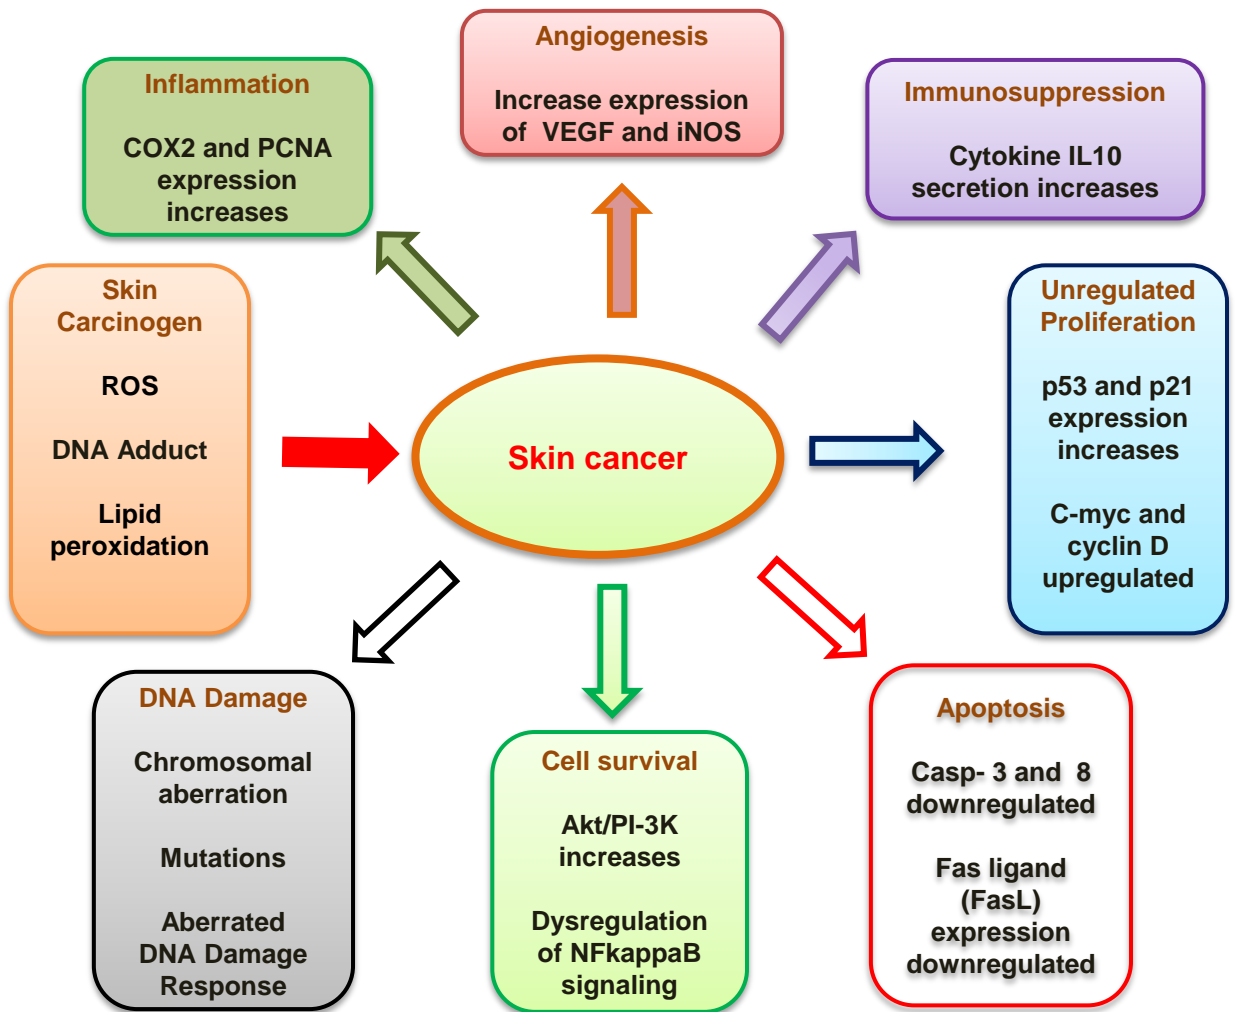 Inflammation
COX2 and PCNA
expression
increases
Angiogenesis
Increase expression
of VEGF and iNOS
Immunosuppression
Cytokine IL10
secretion increases
Skin
Carcinogen
ROS
DNA Adduct
Lipid
peroxidation
Skin cancer
Unregulated
Proliferation
p53 and p21
expression
increases
C-myc and
cyclin D
upregulated
DNA Damage
Chromosomal
aberration
Mutations
Aberrated
DNA Damage
Response
Cell survival
Akt/PI-3K
increases
Dysregulation
of NFkappaB
signaling
Apoptosis
Casp- 3 and 8
downregulated
Fas ligand
(FasL)
expression
downregulated